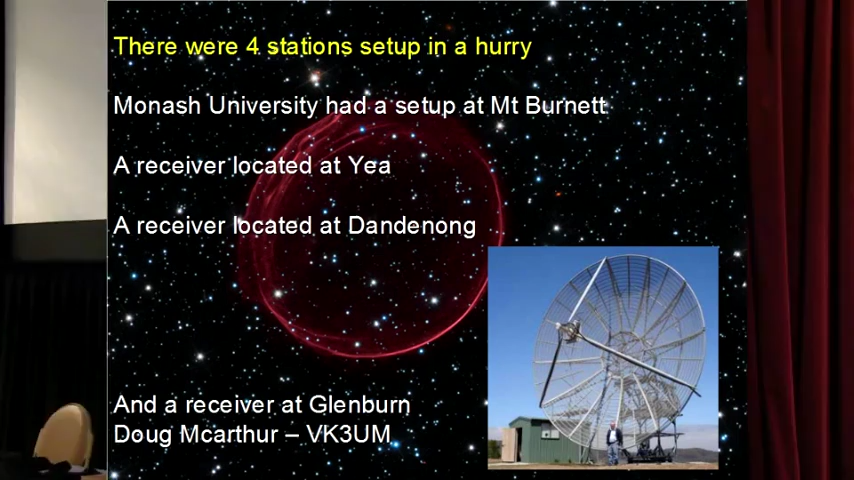 There were 4 stations setup in a hurry
Monash University had a setup at Mt Burnett
A receiver located at Yea
A receiver located at Dandenong
And a receiver at Glenburn
Doug Mcarthur – VK3UM